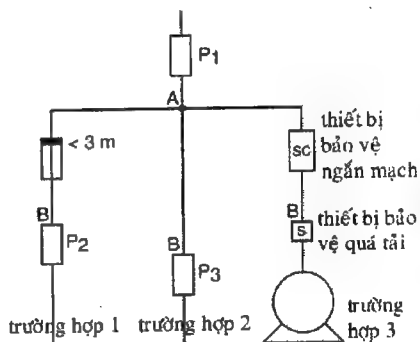 P1
A
< 3 m
SC
thiết bị
bảo vệ
ngắn mạch
B
P2
B
P3
B
S
thiết bị bảo
vệ quá tải
trường hợp 1
trường hợp 2
trường
hợp 3